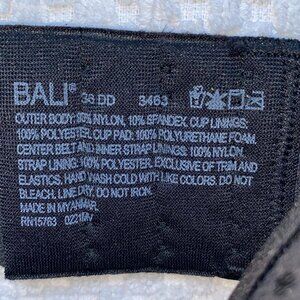 BALI® 36DD 3463
OUTER BODY: 90% NYLON, 10% SPANDEX. CUP LININGS:
100% POLYESTER. CUP PAD: 100% POLYURETHANE FOAM.
CENTER BELT AND INNER STRAP LININGS: 100% NYLON.
STRAP LINING: 100% POLYESTER. EXCLUSIVE OF TRIM AND
ELASTICS. HAND WASH COLD WITH LIKE COLORS. DO NOT
BLEACH. LINE DRY. DO NOT IRON.
MADE IN MYANMAR.
RN15763 0221MV